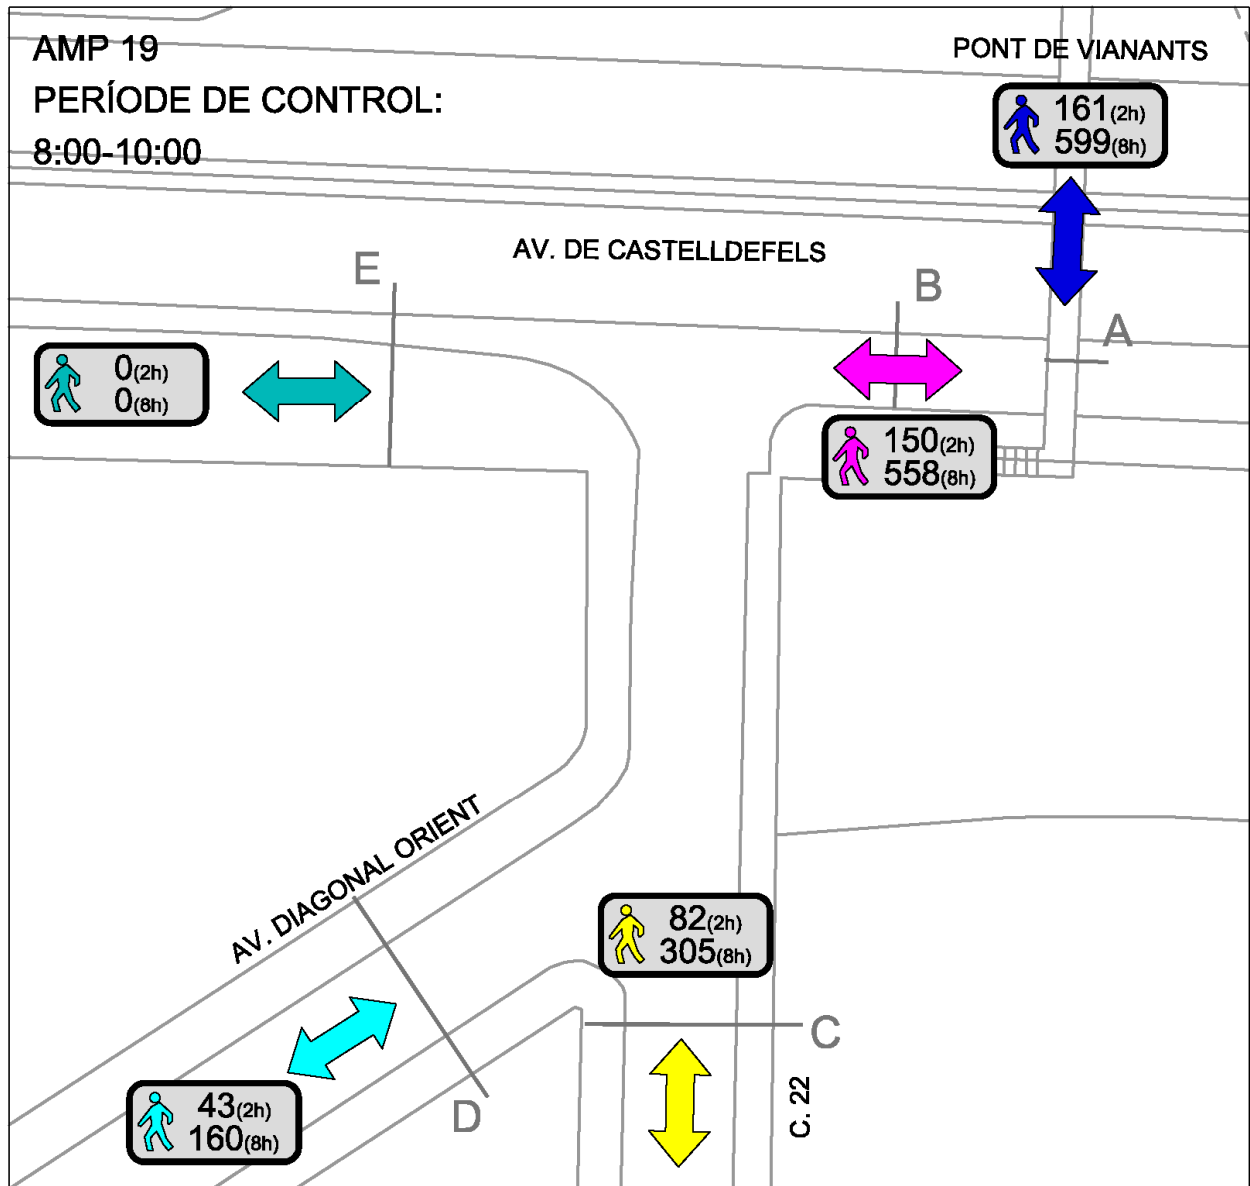 AMP 19
PERÍODE DE CONTROL:
8:00-10:00
PONT DE VIANANTS
161(2h)
599(8h)
AV. DE CASTELLDEFELS
E
B
A
0(2h)
0(8h)
150(2h)
558(8h)
AV. DIAGONAL ORIENT
82(2h)
305(8h)
C
C. 22
D
43(2h)
160(8h)